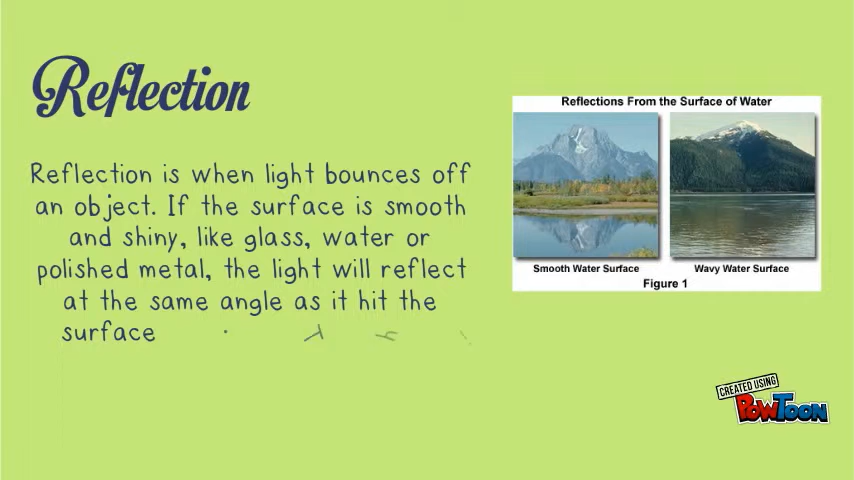 Reflection
Reflection is when light bounces off
an object. If the surface is smooth
and shiny, like glass, water or
polished metal, the light will reflect
at the same angle as it hit the
surface
Reflections From the Surface of Water
Smooth Water Surface
Wavy Water Surface
Figure 1
CREATED USING
POWTOON